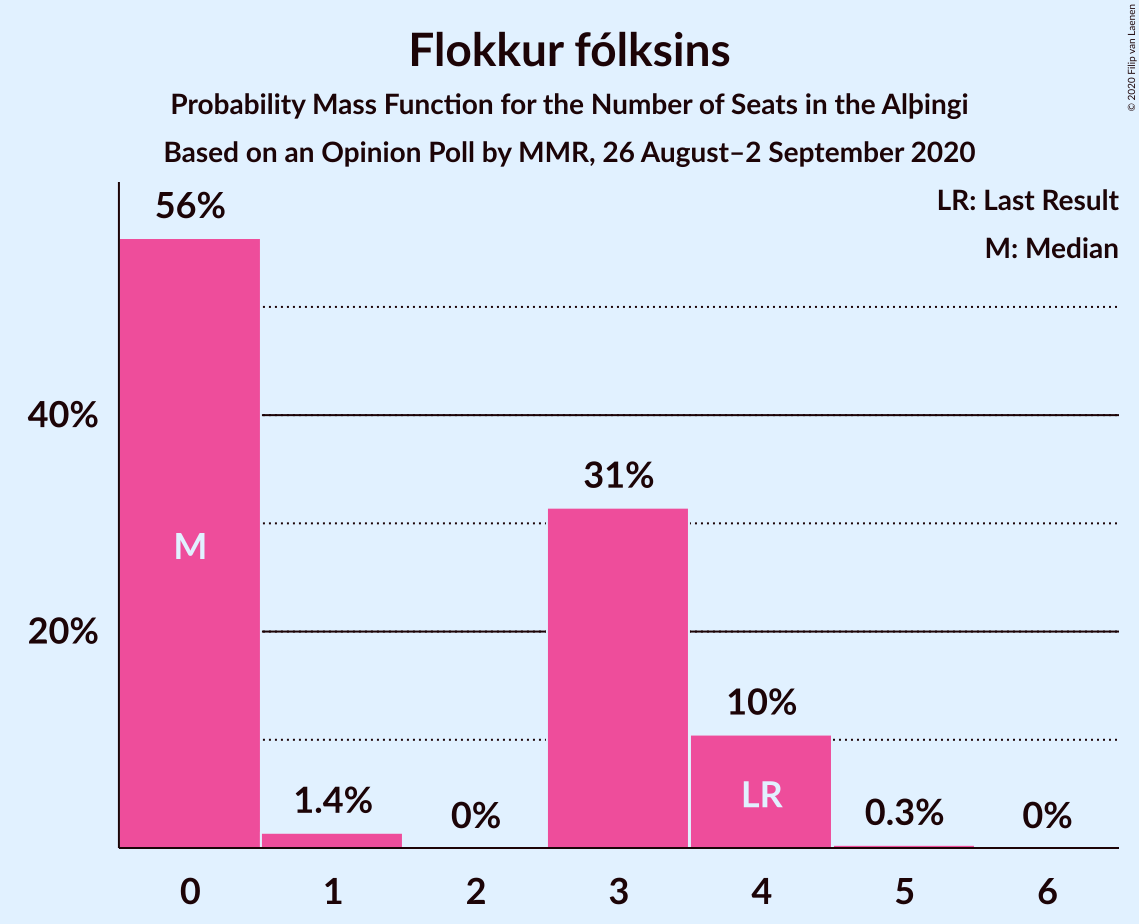 Flokkur fólksins
Probability Mass Function for the Number of Seats in the Alþingi
Based on an Opinion Poll by MMR, 26 August–2 September 2020
© 2020 Filip van Laenen
LR: Last Result
M: Median
56%
40%
31%
M
20%
10%
LR
1.4%
0%
0.3%
0%
0 1 2 3 4 5 6